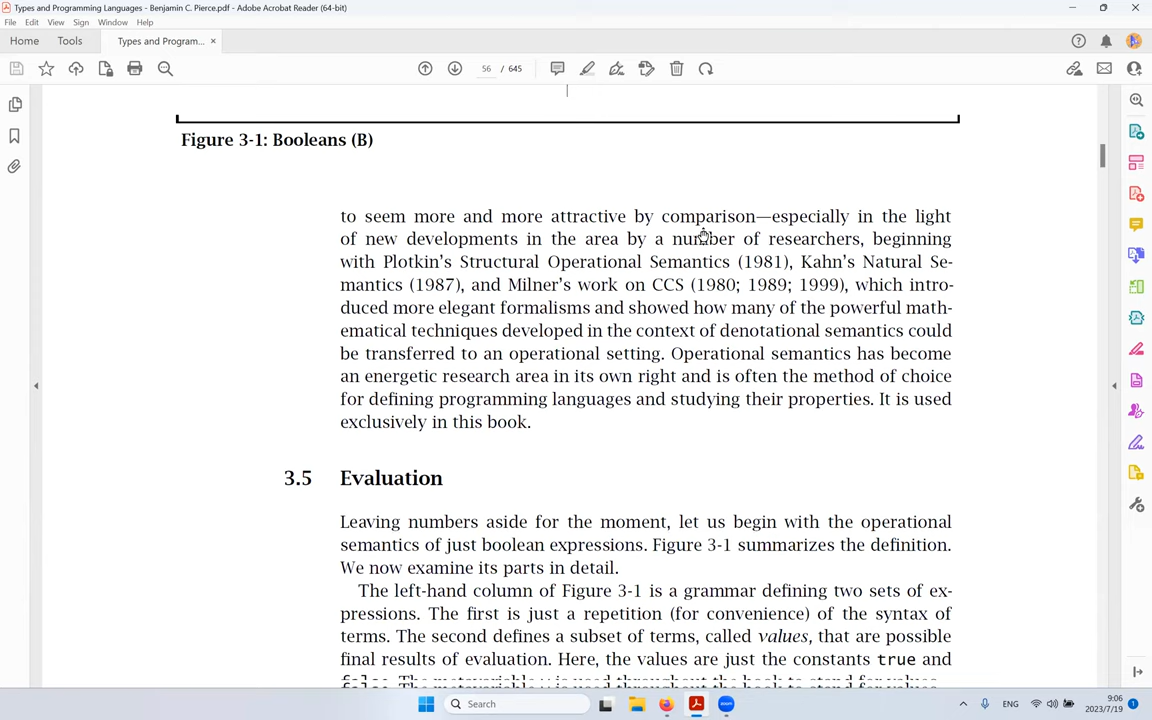 Types and Programming Languages - Benjamin C. Pierce.pdf - Adobe Acrobat Reader (64-bit)
File Edit View Sign Window Help
Home Tools Types and Program... ×
56 / 645
Figure 3-1: Booleans (B)
to seem more and more attractive by comparison—especially in the light
of new developments in the area by a number of researchers, beginning
with Plotkin's Structural Operational Semantics (1981), Kahn's Natural Se-
mantics (1987), and Milner's work on CCS (1980; 1989; 1999), which intro-
duced more elegant formalisms and showed how many of the powerful math-
ematical techniques developed in the context of denotational semantics could
be transferred to an operational setting. Operational semantics has become
an energetic research area in its own right and is often the method of choice
for defining programming languages and studying their properties. It is used
exclusively in this book.
3.5 Evaluation
Leaving numbers aside for the moment, let us begin with the operational
semantics of just boolean expressions. Figure 3-1 summarizes the definition.
We now examine its parts in detail.
The left-hand column of Figure 3-1 is a grammar defining two sets of ex-
pressions. The first is just a repetition (for convenience) of the syntax of
terms. The second defines a subset of terms, called values, that are possible
final results of evaluation. Here, the values are just the constants true and
false. The metavariable v is used throughout the book to stand for values.
Search
zoom
ENG
9:06
2023/7/19
1